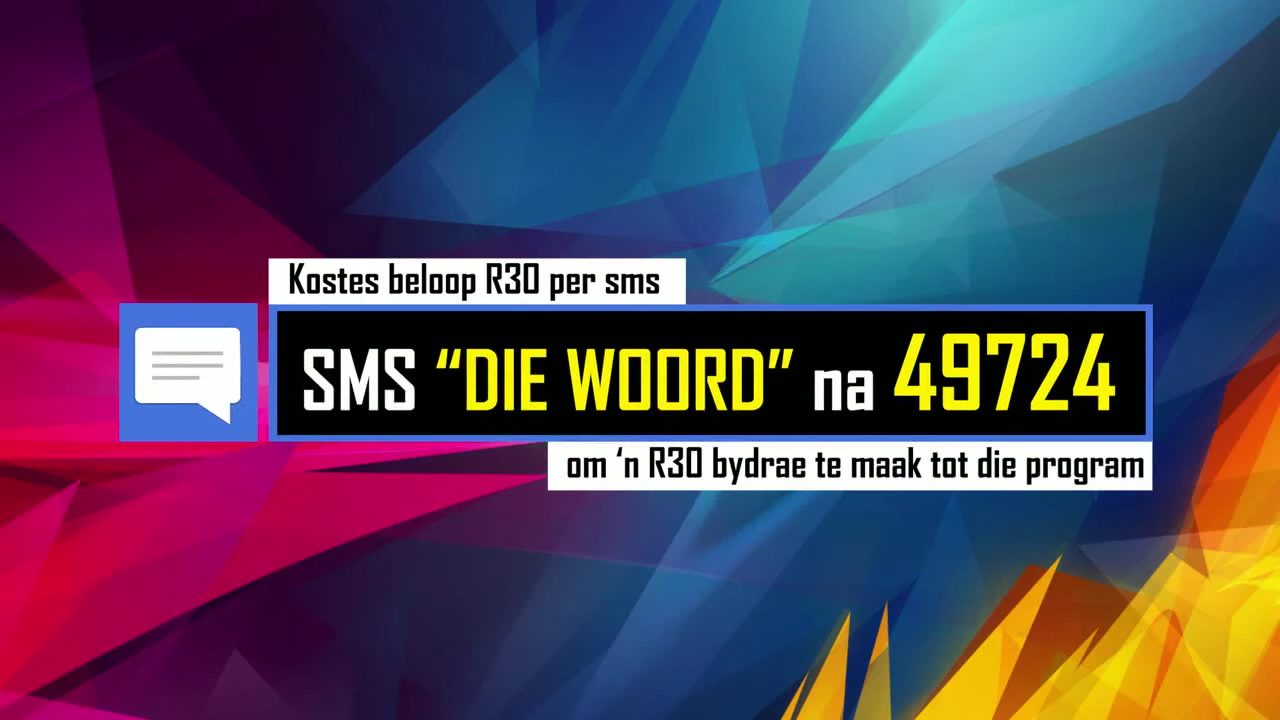 Kostes beloop R30 per sms
SMS “DIE WOORD” na 49724
om ‘n R30 bydrae te maak tot die program